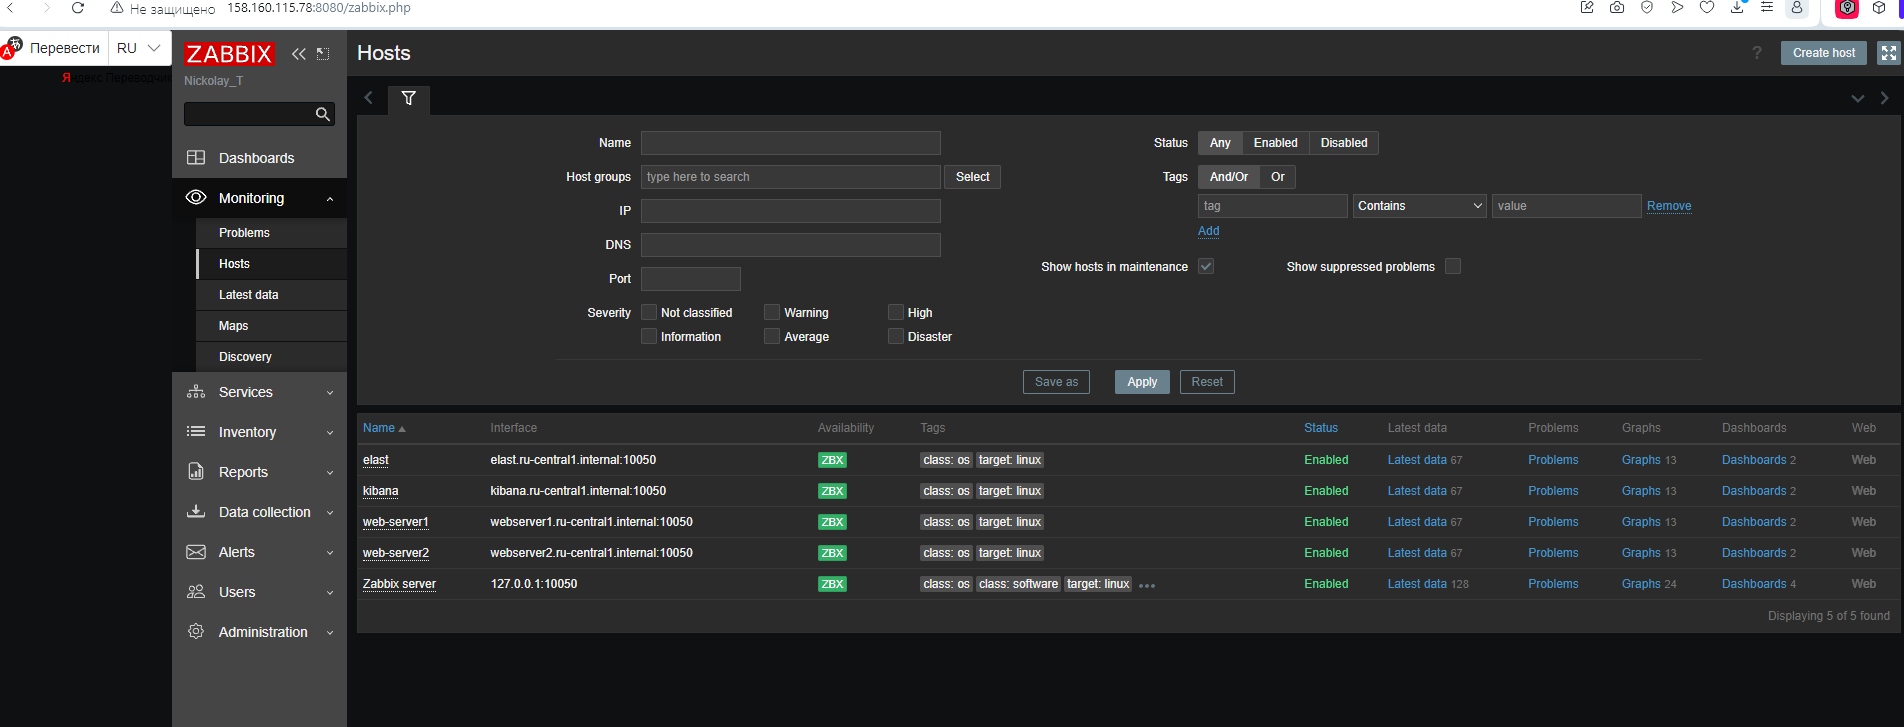 Не защищено 158.160.115.78:8080/zabbix.php
Перевести RU
Яндекс Переводчик
ZABBIX
Nickolay_T
Dashboards
Monitoring
Problems
Hosts
Latest data
Maps
Discovery
Services
Inventory
Reports
Data collection
Alerts
Users
Administration
Hosts
? Create host
Name
Host groups type here to search Select
IP
DNS
Port
Severity Not classified Warning High
Information Average Disaster
Status Any Enabled Disabled
Tags And/Or Or
tag Contains value Remove
Add
Show hosts in maintenance Show suppressed problems
Save as Apply Reset
Name Interface Availability Tags Status Latest data Problems Graphs Dashboards Web
elast elast.ru-central1.internal:10050 ZBX class: os target: linux Enabled Latest data 67 Problems Graphs 13 Dashboards 2 Web
kibana kibana.ru-central1.internal:10050 ZBX class: os target: linux Enabled Latest data 67 Problems Graphs 13 Dashboards 2 Web
web-server1 webserver1.ru-central1.internal:10050 ZBX class: os target: linux Enabled Latest data 67 Problems Graphs 13 Dashboards 2 Web
web-server2 webserver2.ru-central1.internal:10050 ZBX class: os target: linux Enabled Latest data 67 Problems Graphs 13 Dashboards 2 Web
Zabbix server 127.0.0.1:10050 ZBX class: os class: software target: linux ••• Enabled Latest data 128 Problems Graphs 24 Dashboards 4 Web
Displaying 5 of 5 found